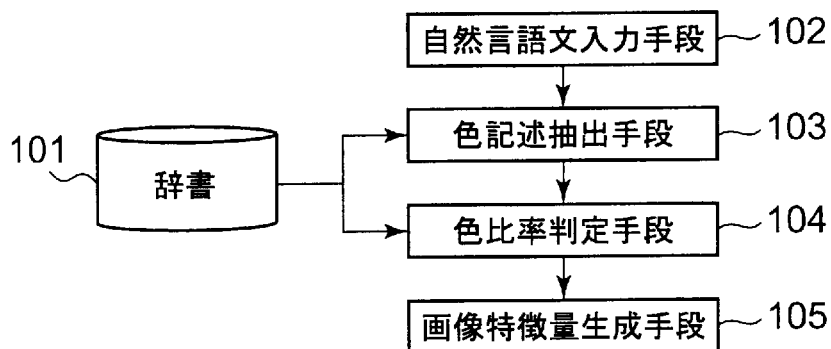 自然言語文入力手段 102
101 辞書
色記述抽出手段 103
色比率判定手段 104
画像特徴量生成手段 105